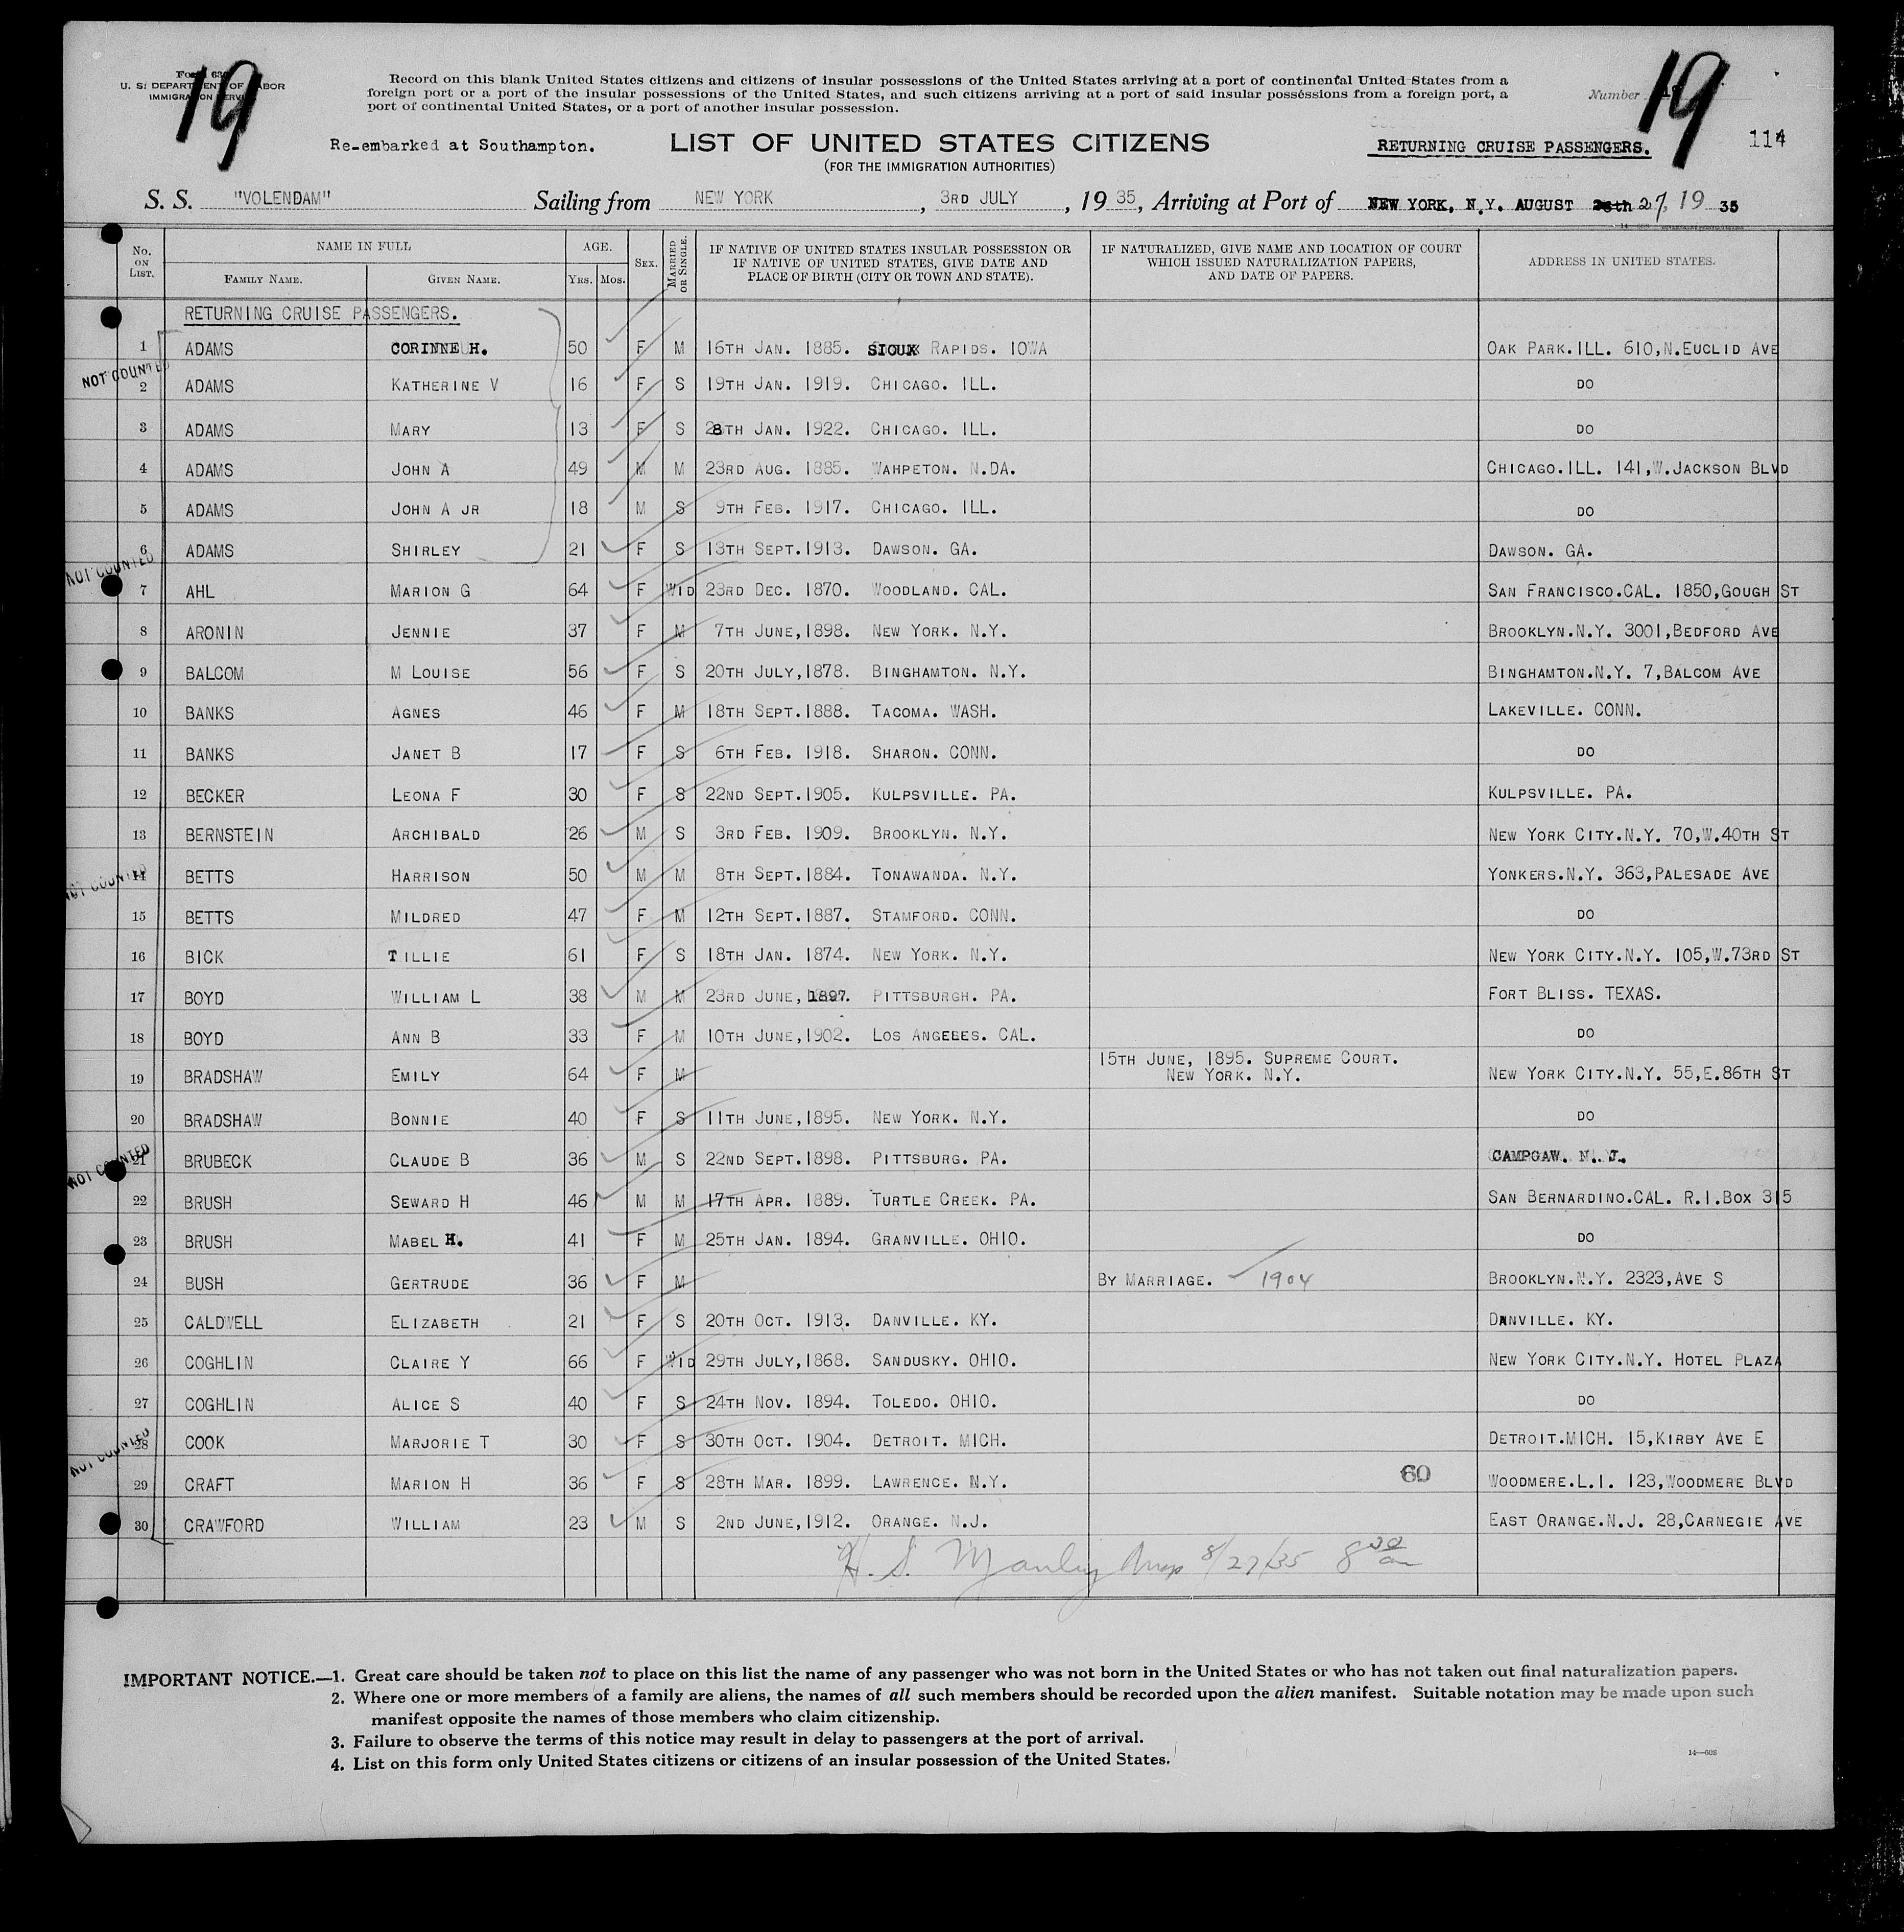 19
19
Form 630
U. S. DEPARTMENT OF LABOR
IMMIGRATION SERVICE
Record on this blank United States citizens and citizens of insular possessions of the United States arriving at a port of continental United States from a
foreign port or a port of the insular possessions of the United States, and such citizens arriving at a port of said insular possessions from a foreign port, a
port of continental United States, or a port of another insular possession.
Number
114
Re-embarked at Southampton.
LIST OF UNITED STATES CITIZENS
RETURNING CRUISE PASSENGERS.
(FOR THE IMMIGRATION AUTHORITIES)
S. S. "VOLENDAM" Sailing from NEW YORK, 3RD JULY, 1935, Arriving at Port of NEW YORK, N.Y. AUGUST 27, 1935
No. ON LIST.
NAME IN FULL
FAMILY NAME.
GIVEN NAME.
AGE.
YRS. MOS.
SEX.
MARRIED OR SINGLE.
IF NATIVE OF UNITED STATES INSULAR POSSESSION OR
IF NATIVE OF UNITED STATES, GIVE DATE AND
PLACE OF BIRTH (CITY OR TOWN AND STATE).
IF NATURALIZED, GIVE NAME AND LOCATION OF COURT
WHICH ISSUED NATURALIZATION PAPERS,
AND DATE OF PAPERS.
ADDRESS IN UNITED STATES.
RETURNING CRUISE PASSENGERS.
1 ADAMS CORINNE H. 50 F M 16TH JAN. 1885. SIOUX RAPIDS. IOWA OAK PARK.ILL. 610,N.EUCLID AVE
NOT COUNTED
2 ADAMS KATHERINE V 16 F S 19TH JAN. 1919. CHICAGO. ILL. DO
3 ADAMS MARY 13 F S 28TH JAN. 1922. CHICAGO. ILL. DO
4 ADAMS JOHN A 49 M M 23RD AUG. 1885. WAHPETON. N.DA. CHICAGO.ILL. 141,W.JACKSON BLVD
5 ADAMS JOHN A JR 18 M S 9TH FEB. 1917. CHICAGO. ILL. DO
6 ADAMS SHIRLEY 21 F S 13TH SEPT.1913. DAWSON. GA. DAWSON. GA.
NOT COUNTED
7 AHL MARION G 64 F WID 23RD DEC. 1870. WOODLAND. CAL. SAN FRANCISCO.CAL. 1850,GOUGH ST
8 ARONIN JENNIE 37 F M 7TH JUNE,1898. NEW YORK. N.Y. BROOKLYN.N.Y. 3001,BEDFORD AVE
9 BALCOM M LOUISE 56 F S 20TH JULY,1878. BINGHAMTON. N.Y. BINGHAMTON.N.Y. 7,BALCOM AVE
10 BANKS AGNES 46 F M 18TH SEPT.1888. TACOMA. WASH. LAKEVILLE. CONN.
11 BANKS JANET B 17 F S 6TH FEB. 1918. SHARON. CONN. DO
12 BECKER LEONA F 30 F S 22ND SEPT.1905. KULPSVILLE. PA. KULPSVILLE. PA.
13 BERNSTEIN ARCHIBALD 26 M S 3RD FEB. 1909. BROOKLYN. N.Y. NEW YORK CITY.N.Y. 70,W.40TH ST
NOT COUNTED
14 BETTS HARRISON 50 M M 8TH SEPT.1884. TONAWANDA. N.Y. YONKERS.N.Y. 363,PALESADE AVE
15 BETTS MILDRED 47 F M 12TH SEPT.1887. STAMFORD. CONN. DO
16 BICK TILLIE 61 F S 18TH JAN. 1874. NEW YORK. N.Y. NEW YORK CITY.N.Y. 105,W.73RD ST
17 BOYD WILLIAM L 38 M M 23RD JUNE,1897. PITTSBURGH. PA. FORT BLISS. TEXAS.
18 BOYD ANN B 33 F M 10TH JUNE,1902. LOS ANGELES. CAL. DO
19 BRADSHAW EMILY 64 F M 15TH JUNE, 1895. SUPREME COURT. NEW YORK. N.Y. NEW YORK CITY.N.Y. 55,E.86TH ST
20 BRADSHAW BONNIE 40 F S 11TH JUNE,1895. NEW YORK. N.Y. DO
NOT COUNTED
21 BRUBECK CLAUDE B 36 M S 22ND SEPT.1898. PITTSBURG. PA. CAMPGAW. N. J.
22 BRUSH SEWARD H 46 M M 17TH APR. 1889. TURTLE CREEK. PA. SAN BERNARDINO.CAL. R.I.BOX 315
23 BRUSH MABEL H. 41 F M 25TH JAN. 1894. GRANVILLE. OHIO. DO
24 BUSH GERTRUDE 36 F M BY MARRIAGE. 1904 BROOKLYN.N.Y. 2323,AVE S
25 CALDWELL ELIZABETH 21 F S 20TH OCT. 1913. DANVILLE. KY. DANVILLE. KY.
26 COGHLIN CLAIRE Y 66 F WID 29TH JULY,1868. SANDUSKY. OHIO. NEW YORK CITY.N.Y. HOTEL PLAZA
27 COGHLIN ALICE S 40 F S 24TH NOV. 1894. TOLEDO. OHIO. DO
NOT COUNTED
28 COOK MARJORIE T 30 F S 30TH OCT. 1904. DETROIT. MICH. DETROIT.MICH. 15,KIRBY AVE E
29 CRAFT MARION H 36 F S 28TH MAR. 1899. LAWRENCE. N.Y. 60 WOODMERE.L.I. 123,WOODMERE BLVD
30 CRAWFORD WILLIAM 23 M S 2ND JUNE,1912. ORANGE. N.J. EAST ORANGE.N.J. 28,CARNEGIE AVE
H. S. Manley Insp 8/27/35 8 30 am
IMPORTANT NOTICE.—1. Great care should be taken not to place on this list the name of any passenger who was not born in the United States or who has not taken out final naturalization papers.
2. Where one or more members of a family are aliens, the names of all such members should be recorded upon the alien manifest. Suitable notation may be made upon such
manifest opposite the names of those members who claim citizenship.
3. Failure to observe the terms of this notice may result in delay to passengers at the port of arrival.
4. List on this form only United States citizens or citizens of an insular possession of the United States.
14—608